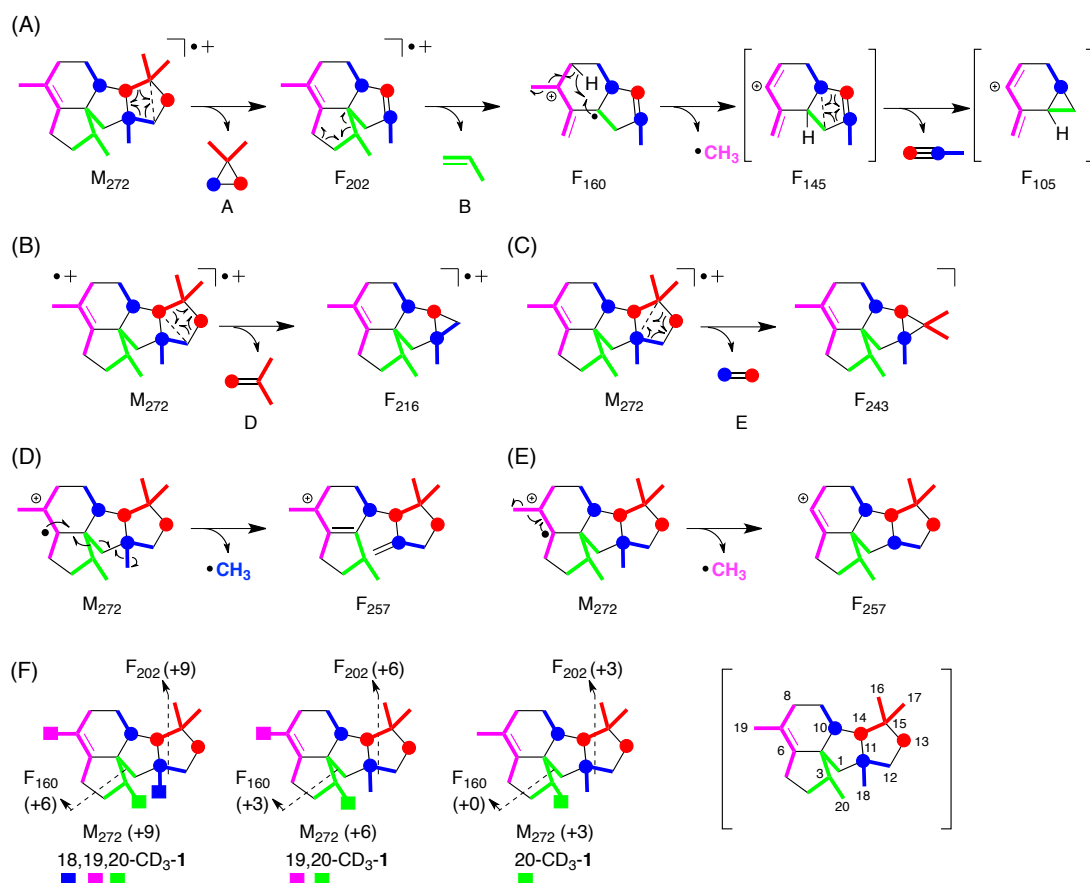 (A)
•+ •+
H
⊕ • ⊕ ⊕
H H
M272 F202 F160 •CH3 F145 F105
A B
(B) (C)
•+ •+ •+ •+
M272 F216 M272 F243
D E
(D) (E)
⊕ ⊕ ⊕ ⊕
• •
M272 •CH3 F257 M272 •CH3 F257
(F)
F202 (+9) F202 (+6) F202 (+3)
F160 (+6) F160 (+3) F160 (+0)
M272 (+9) M272 (+6) M272 (+3)
18,19,20-CD3-1 19,20-CD3-1 20-CD3-1
16 17
8
19 10 14 15
6 11 13
1
3 12
20 18